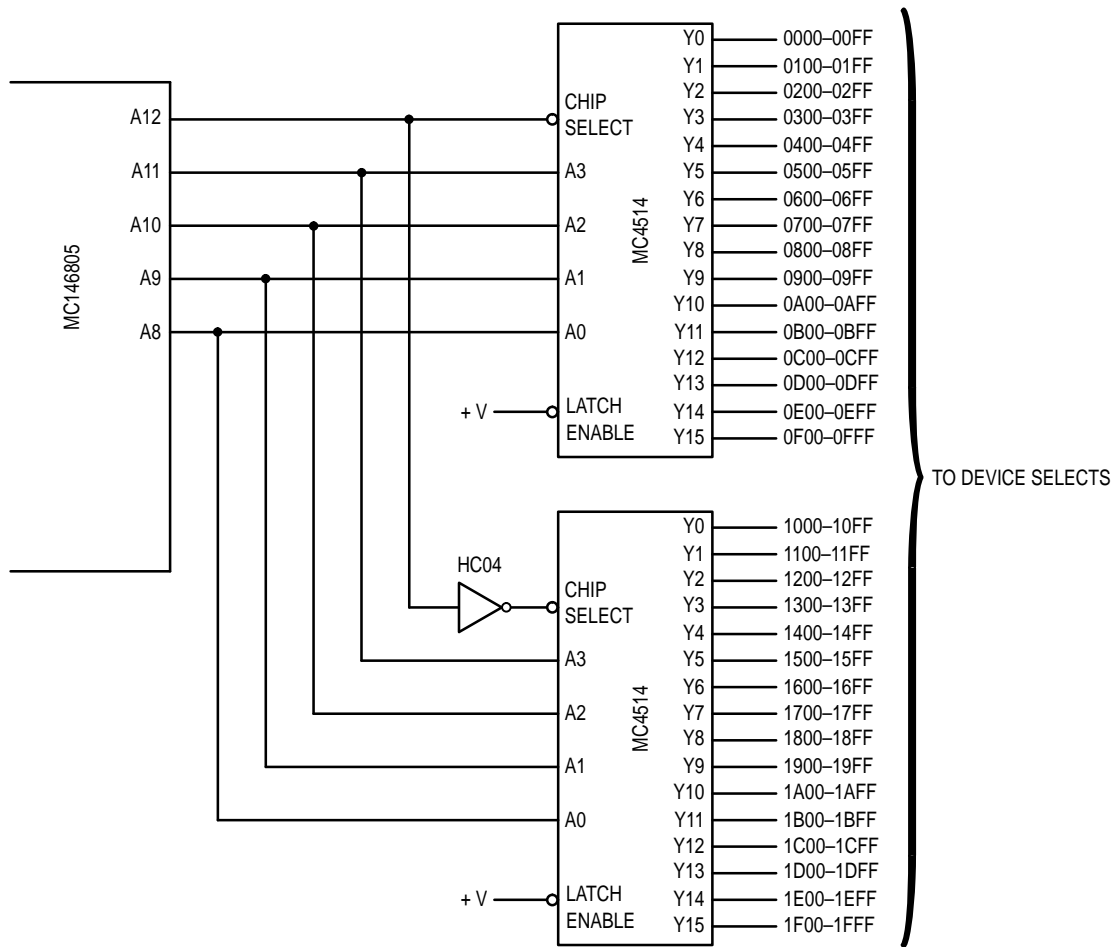 MC146805
A12
A11
A10
A9
A8
CHIP
SELECT
A3
A2
A1
A0
+ V
LATCH
ENABLE
MC4514
Y0
Y1
Y2
Y3
Y4
Y5
Y6
Y7
Y8
Y9
Y10
Y11
Y12
Y13
Y14
Y15
0000–00FF
0100–01FF
0200–02FF
0300–03FF
0400–04FF
0500–05FF
0600–06FF
0700–07FF
0800–08FF
0900–09FF
0A00–0AFF
0B00–0BFF
0C00–0CFF
0D00–0DFF
0E00–0EFF
0F00–0FFF
TO DEVICE SELECTS
HC04
CHIP
SELECT
A3
A2
A1
A0
+ V
LATCH
ENABLE
MC4514
Y0
Y1
Y2
Y3
Y4
Y5
Y6
Y7
Y8
Y9
Y10
Y11
Y12
Y13
Y14
Y15
1000–10FF
1100–11FF
1200–12FF
1300–13FF
1400–14FF
1500–15FF
1600–16FF
1700–17FF
1800–18FF
1900–19FF
1A00–1AFF
1B00–1BFF
1C00–1CFF
1D00–1DFF
1E00–1EFF
1F00–1FFF